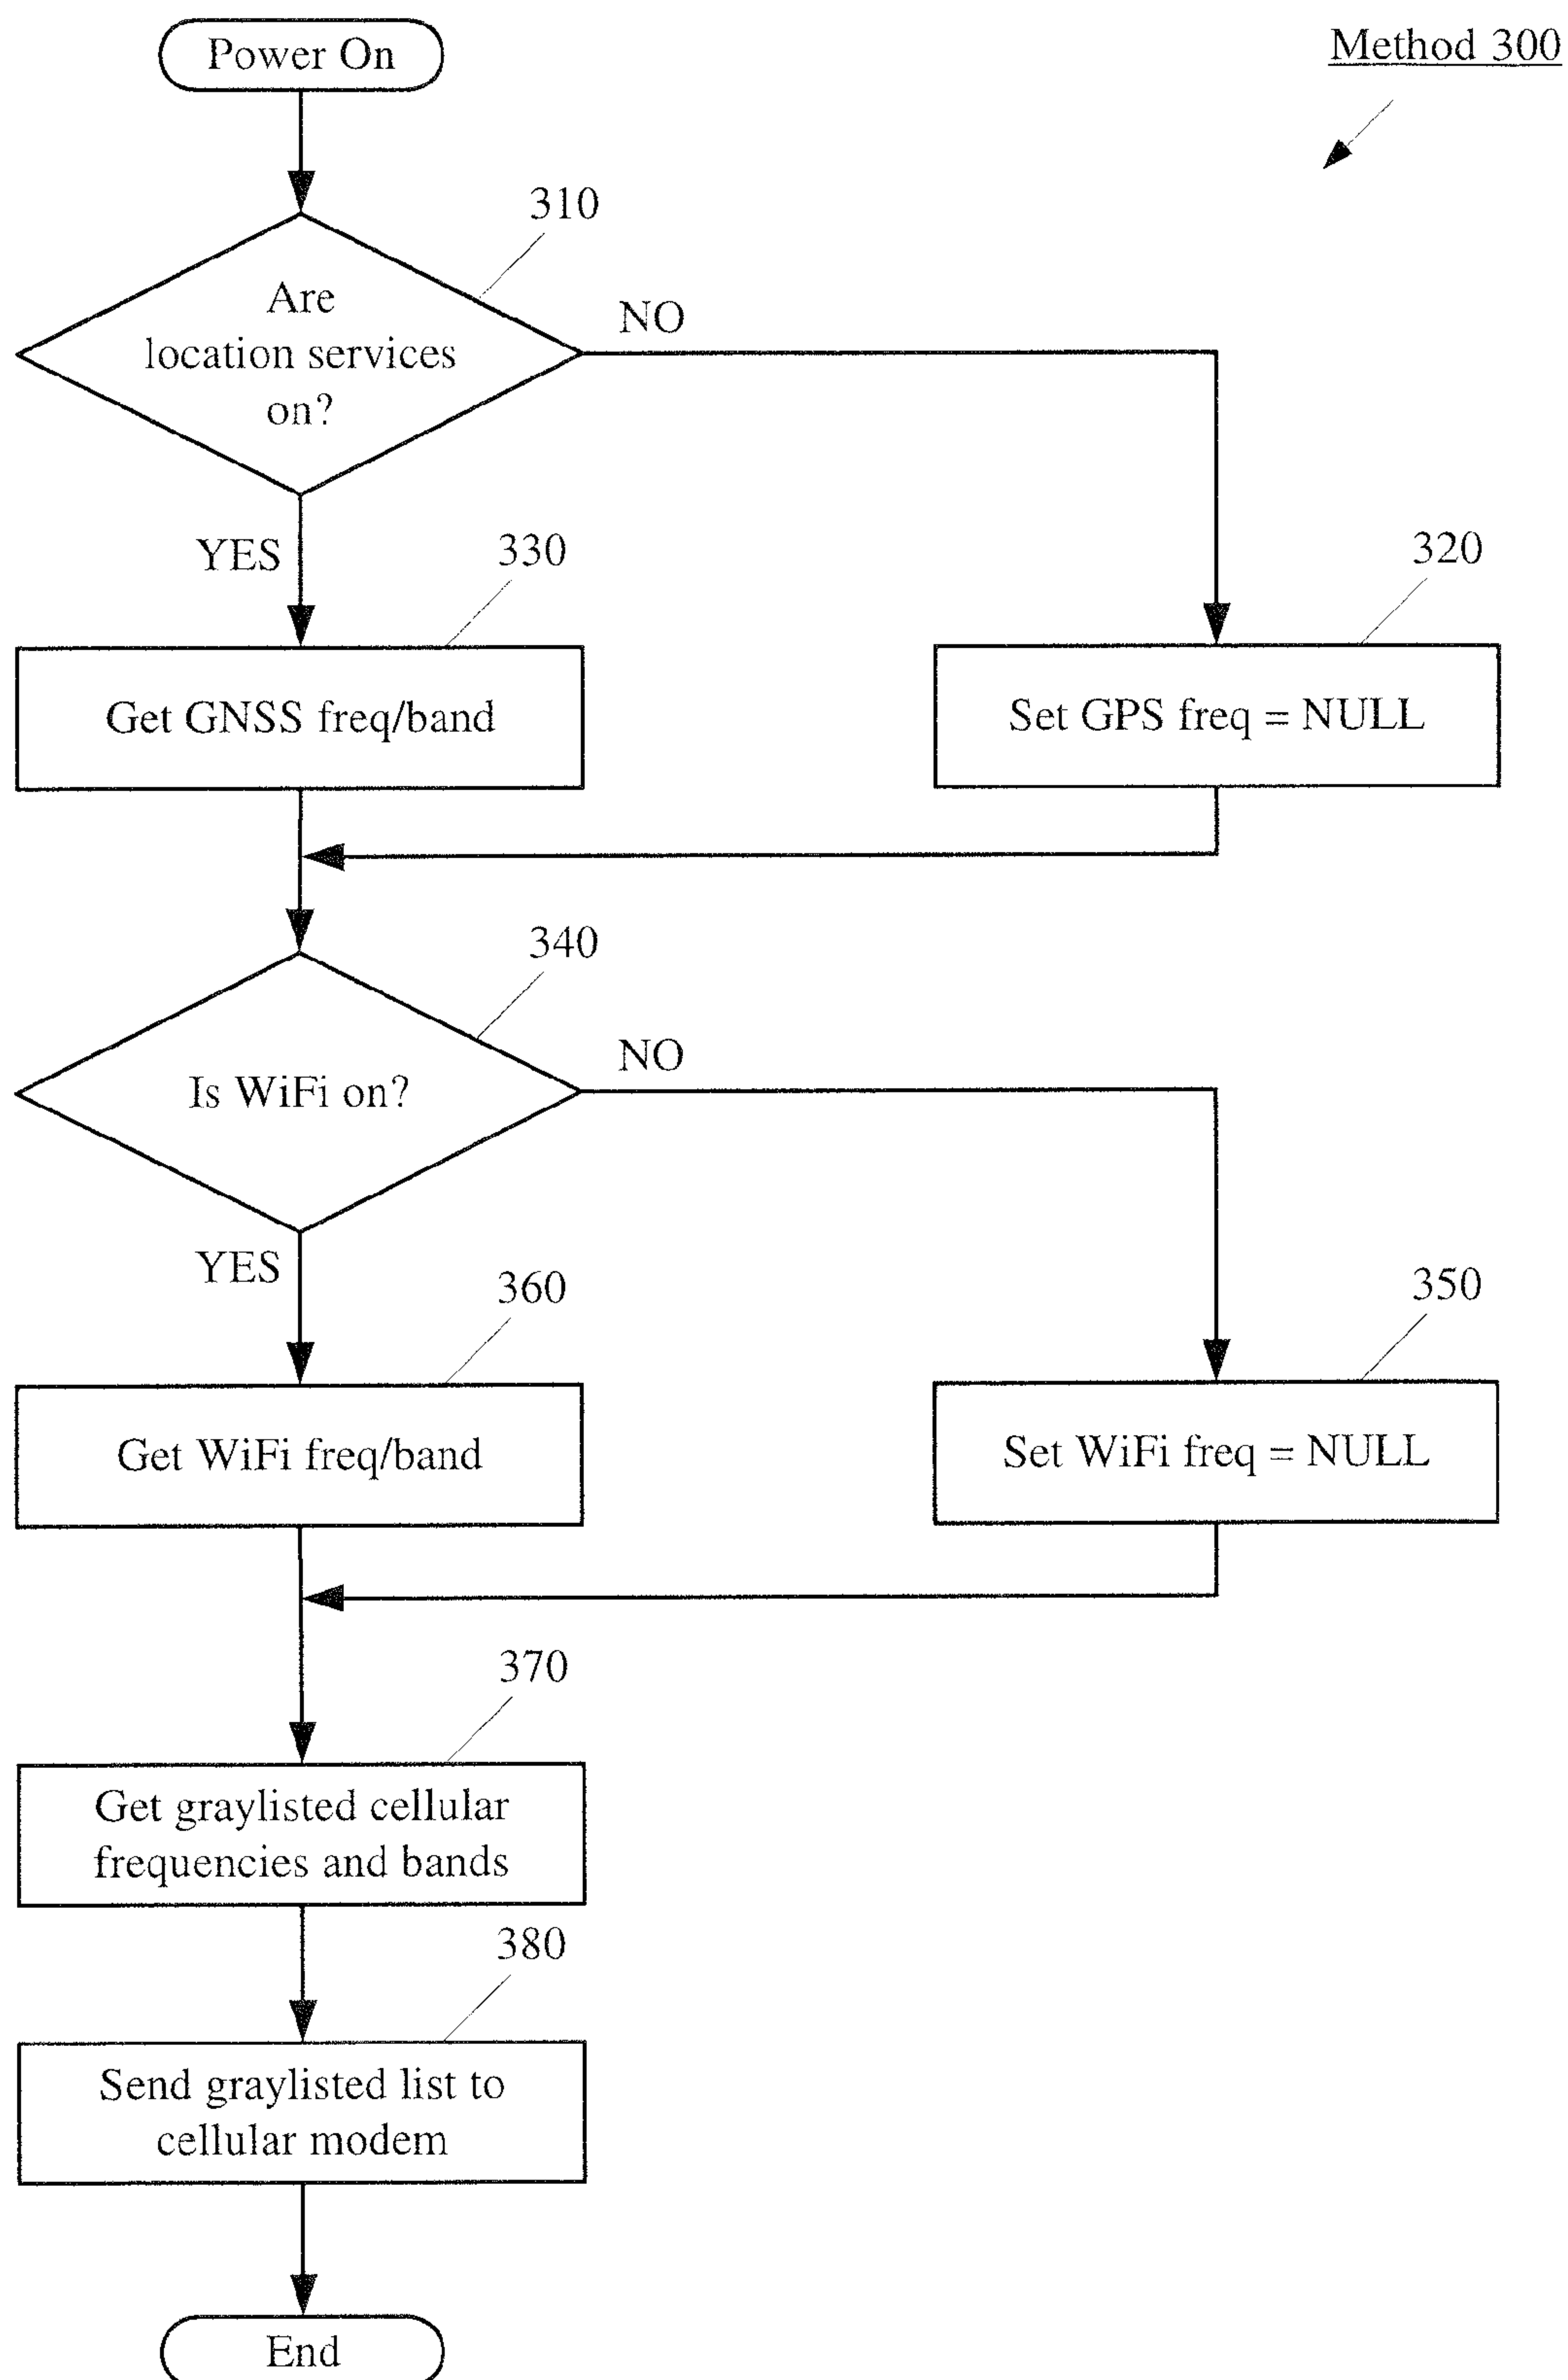 Power On
Method 300
310
Are
location services
on?
NO
YES
330
320
Get GNSS freq/band
Set GPS freq = NULL
340
Is WiFi on?
NO
YES
360
350
Get WiFi freq/band
Set WiFi freq = NULL
370
Get graylisted cellular
frequencies and bands
380
Send graylisted list to
cellular modem
End